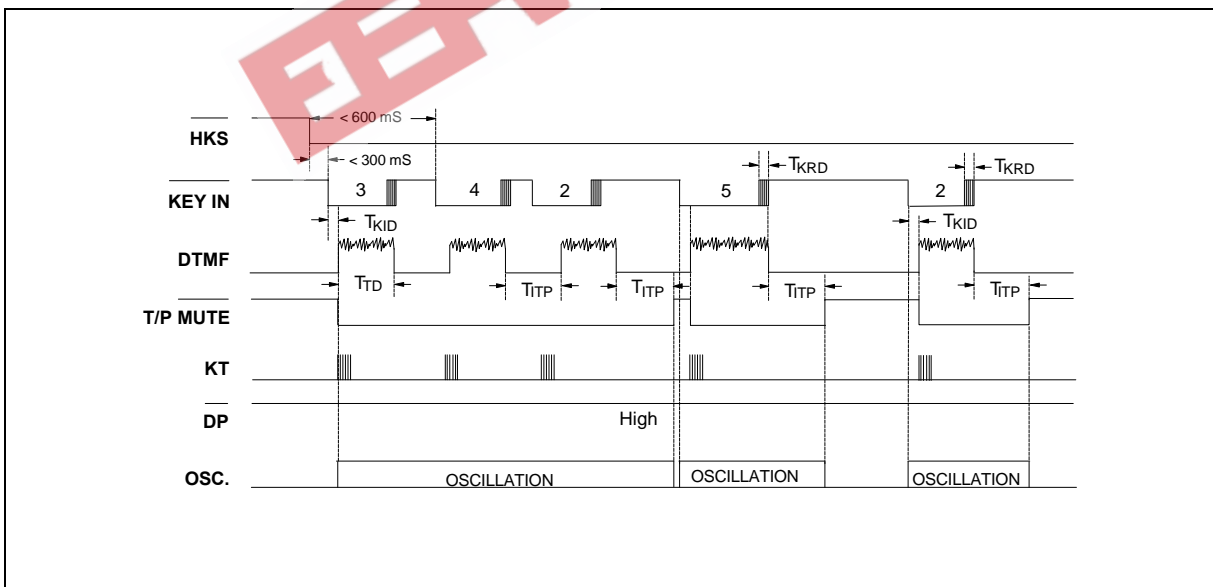 < 600 mS
HKS
< 300 mS
TKRD
TKRD
KEY IN
3
4
2
5
2
TKID
TKID
DTMF
TTD
TITP
TITP
TITP
TITP
T/P MUTE
KT
High
DP
OSC.
OSCILLATION
OSCILLATION
OSCILLATION